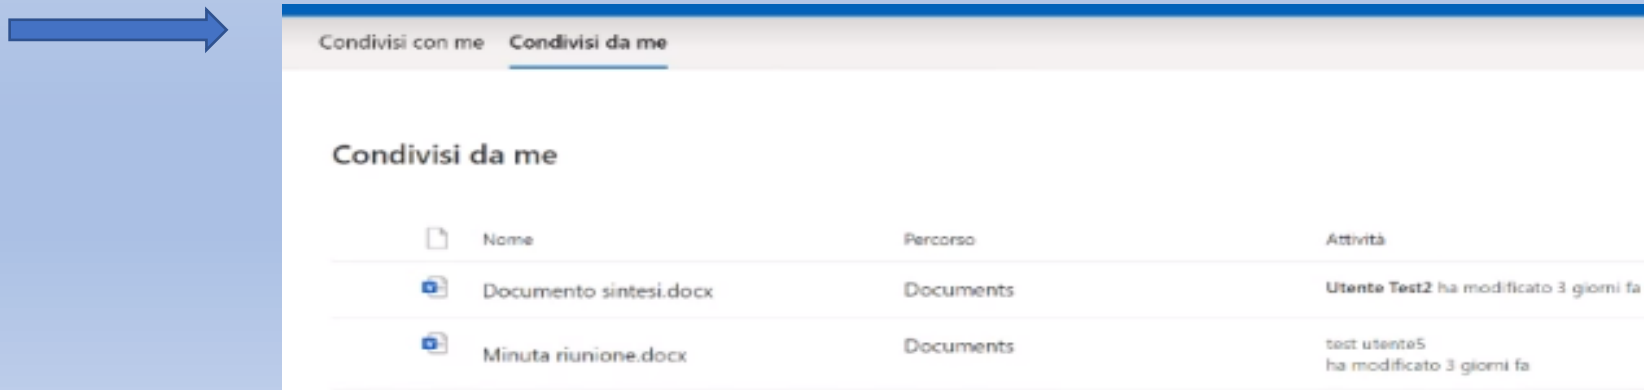 Condivisi con me Condivisi da me
Condivisi da me
Nome Percorso Attività
Documento sintesi.docx Documents Utente Test2 ha modificato 3 giorni fa
Minuta riunione.docx Documents test utente5
ha modificato 3 giorni fa